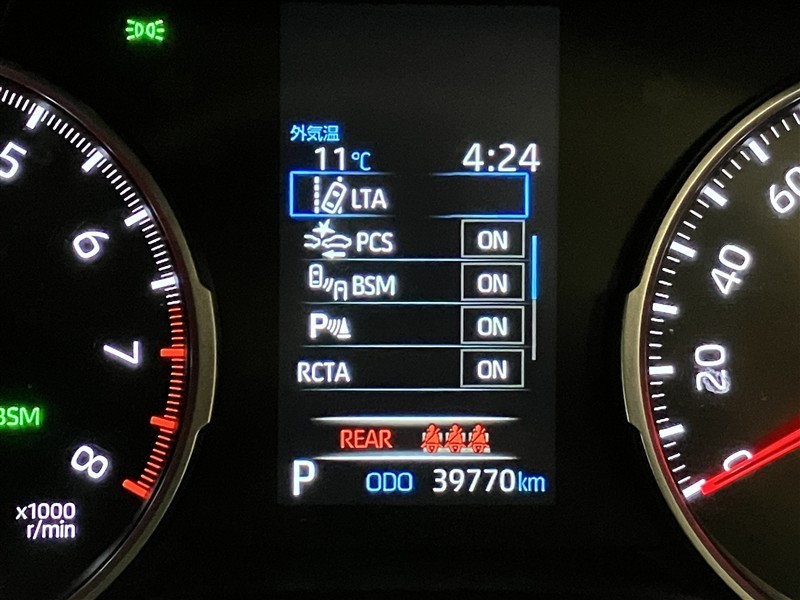 外気温
11℃ 4:24
LTA
PCS ON
BSM ON
P ON
RCTA ON
REAR
P ODO 39770km
5
6
7
8
BSM
x1000
r/min
60
40
20
0